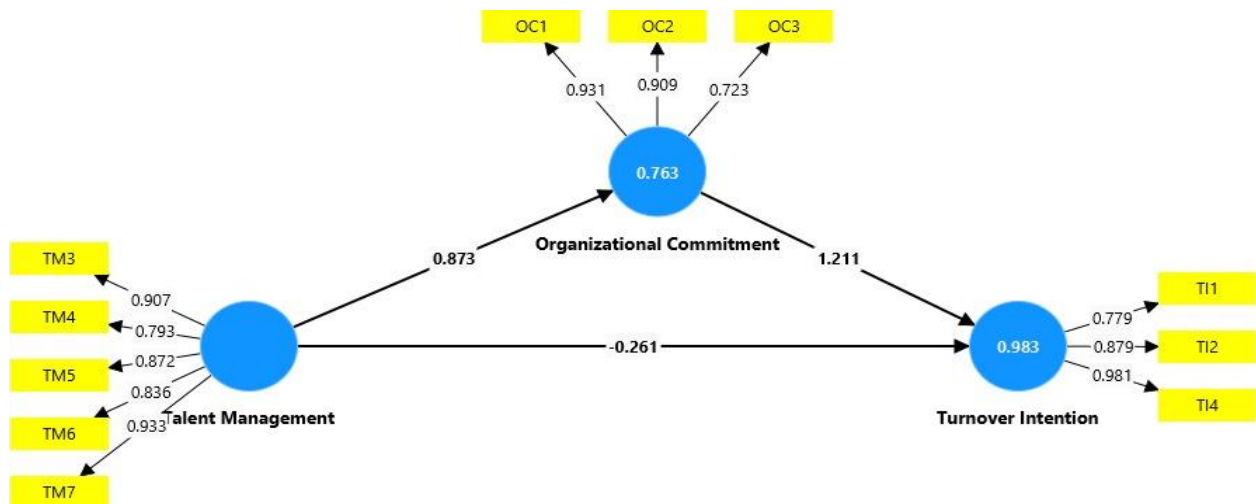 OC1 OC2 OC3
0.931 0.909 0.723
0.763
Organizational Commitment
0.873 1.211
TM3
0.907
TM4
0.793
TM5
0.872
TM6
0.836
TM7
0.933
Talent Management
-0.261
0.983
Turnover Intention
0.779
TI1
0.879
TI2
0.981
TI4